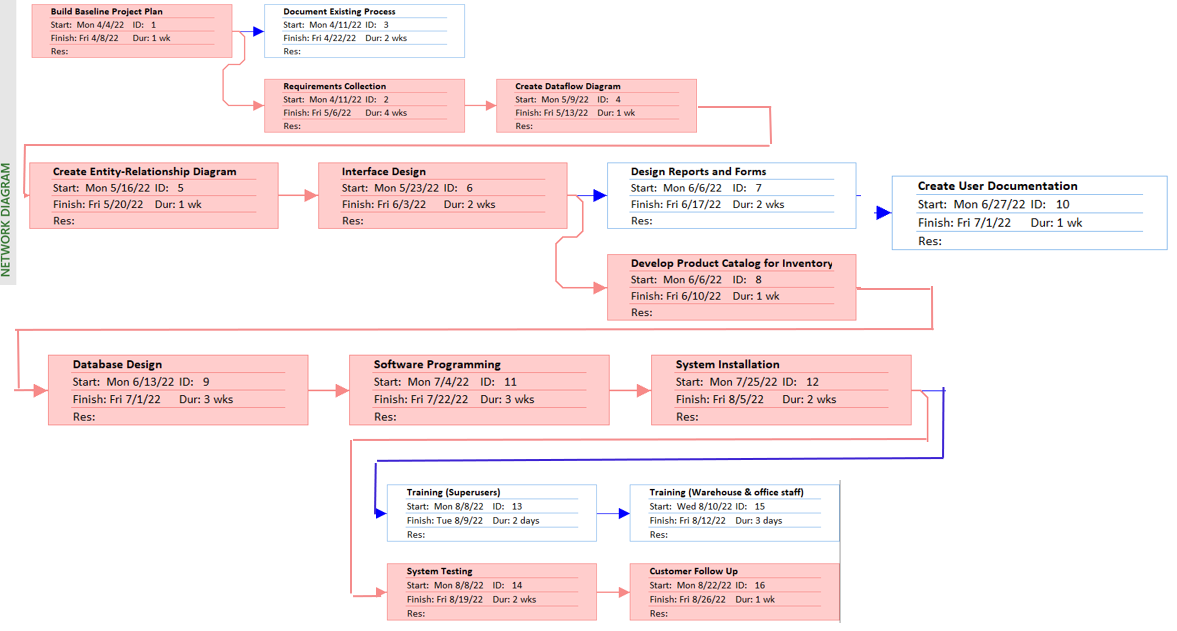 NETWORK DIAGRAM
Build Baseline Project Plan
Start: Mon 4/4/22 ID: 1
Finish: Fri 4/8/22 Dur: 1 wk
Res:
Document Existing Process
Start: Mon 4/11/22 ID: 3
Finish: Fri 4/22/22 Dur: 2 wks
Res:
Requirements Collection
Start: Mon 4/11/22 ID: 2
Finish: Fri 5/6/22 Dur: 4 wks
Res:
Create Dataflow Diagram
Start: Mon 5/9/22 ID: 4
Finish: Fri 5/13/22 Dur: 1 wk
Res:
Create Entity-Relationship Diagram
Start: Mon 5/16/22 ID: 5
Finish: Fri 5/20/22 Dur: 1 wk
Res:
Interface Design
Start: Mon 5/23/22 ID: 6
Finish: Fri 6/3/22 Dur: 2 wks
Res:
Design Reports and Forms
Start: Mon 6/6/22 ID: 7
Finish: Fri 6/17/22 Dur: 2 wks
Res:
Create User Documentation
Start: Mon 6/27/22 ID: 10
Finish: Fri 7/1/22 Dur: 1 wk
Res:
Develop Product Catalog for Inventory
Start: Mon 6/6/22 ID: 8
Finish: Fri 6/10/22 Dur: 1 wk
Res:
Database Design
Start: Mon 6/13/22 ID: 9
Finish: Fri 7/1/22 Dur: 3 wks
Res:
Software Programming
Start: Mon 7/4/22 ID: 11
Finish: Fri 7/22/22 Dur: 3 wks
Res:
System Installation
Start: Mon 7/25/22 ID: 12
Finish: Fri 8/5/22 Dur: 2 wks
Res:
Training (Superusers)
Start: Mon 8/8/22 ID: 13
Finish: Tue 8/9/22 Dur: 2 days
Res:
Training (Warehouse & office staff)
Start: Wed 8/10/22 ID: 15
Finish: Fri 8/12/22 Dur: 3 days
Res:
System Testing
Start: Mon 8/8/22 ID: 14
Finish: Fri 8/19/22 Dur: 2 wks
Res:
Customer Follow Up
Start: Mon 8/22/22 ID: 16
Finish: Fri 8/26/22 Dur: 1 wk
Res: